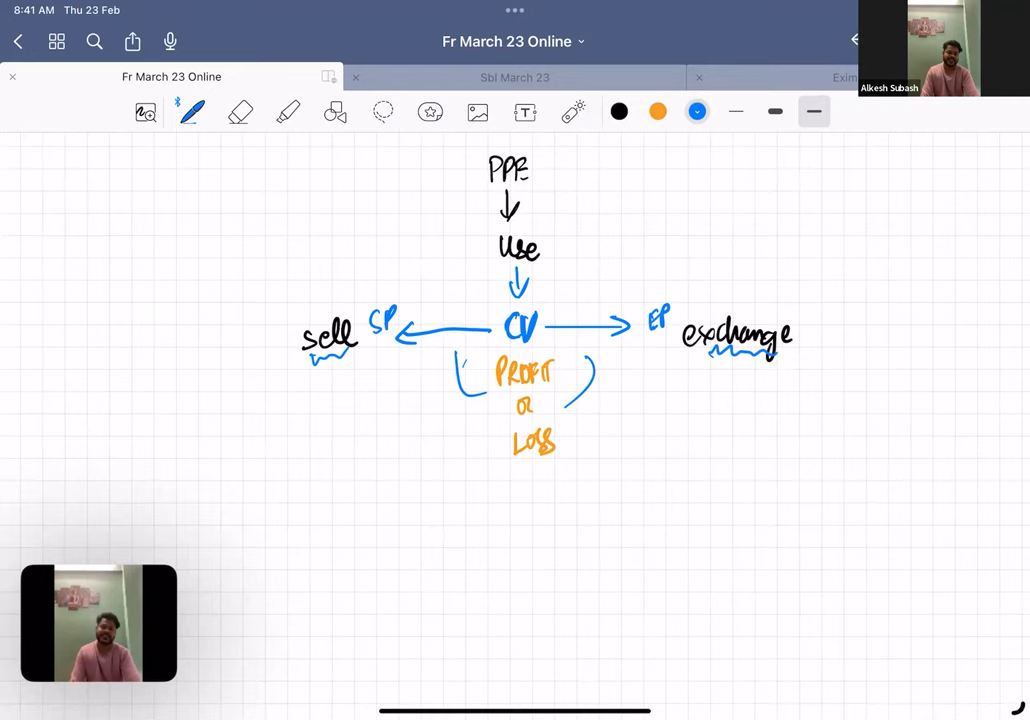 8:41 AM Thu 23 Feb
Fr March 23 Online
Alkesh Subash
Fr March 23 Online
Sbl March 23
Exim
PPE
Use
sell SP CV EP exchange
PROFIT
OR
LOSS